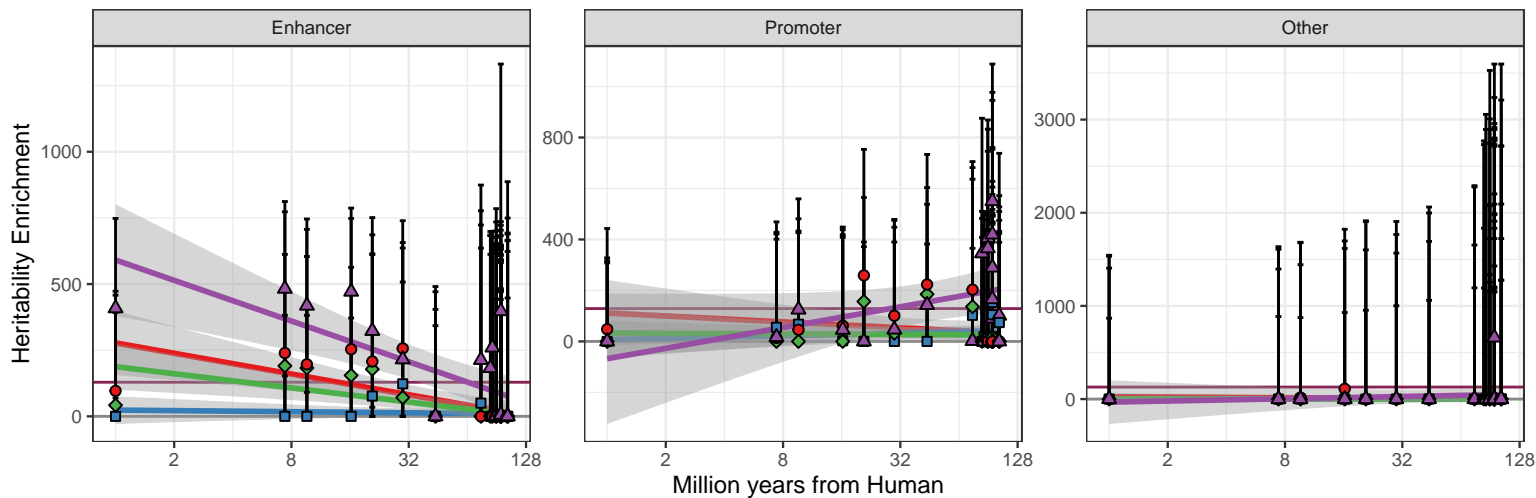 Enhancer Promoter Other
Heritability Enrichment
1000
500
0
800
400
0
3000
2000
1000
0
2 8 32 128 2 8 32 128 2 8 32 128
Million years from Human